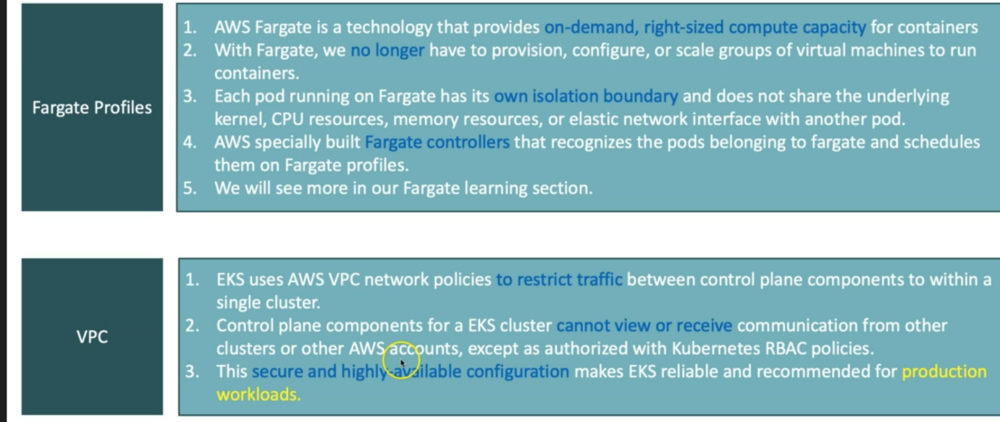 Fargate Profiles
1. AWS Fargate is a technology that provides on-demand, right-sized compute capacity for containers
2. With Fargate, we no longer have to provision, configure, or scale groups of virtual machines to run
containers.
3. Each pod running on Fargate has its own isolation boundary and does not share the underlying
kernel, CPU resources, memory resources, or elastic network interface with another pod.
4. AWS specially built Fargate controllers that recognizes the pods belonging to fargate and schedules
them on Fargate profiles.
5. We will see more in our Fargate learning section.
VPC
1. EKS uses AWS VPC network policies to restrict traffic between control plane components to within a
single cluster.
2. Control plane components for a EKS cluster cannot view or receive communication from other
clusters or other AWS accounts, except as authorized with Kubernetes RBAC policies.
3. This secure and highly-available configuration makes EKS reliable and recommended for production
workloads.